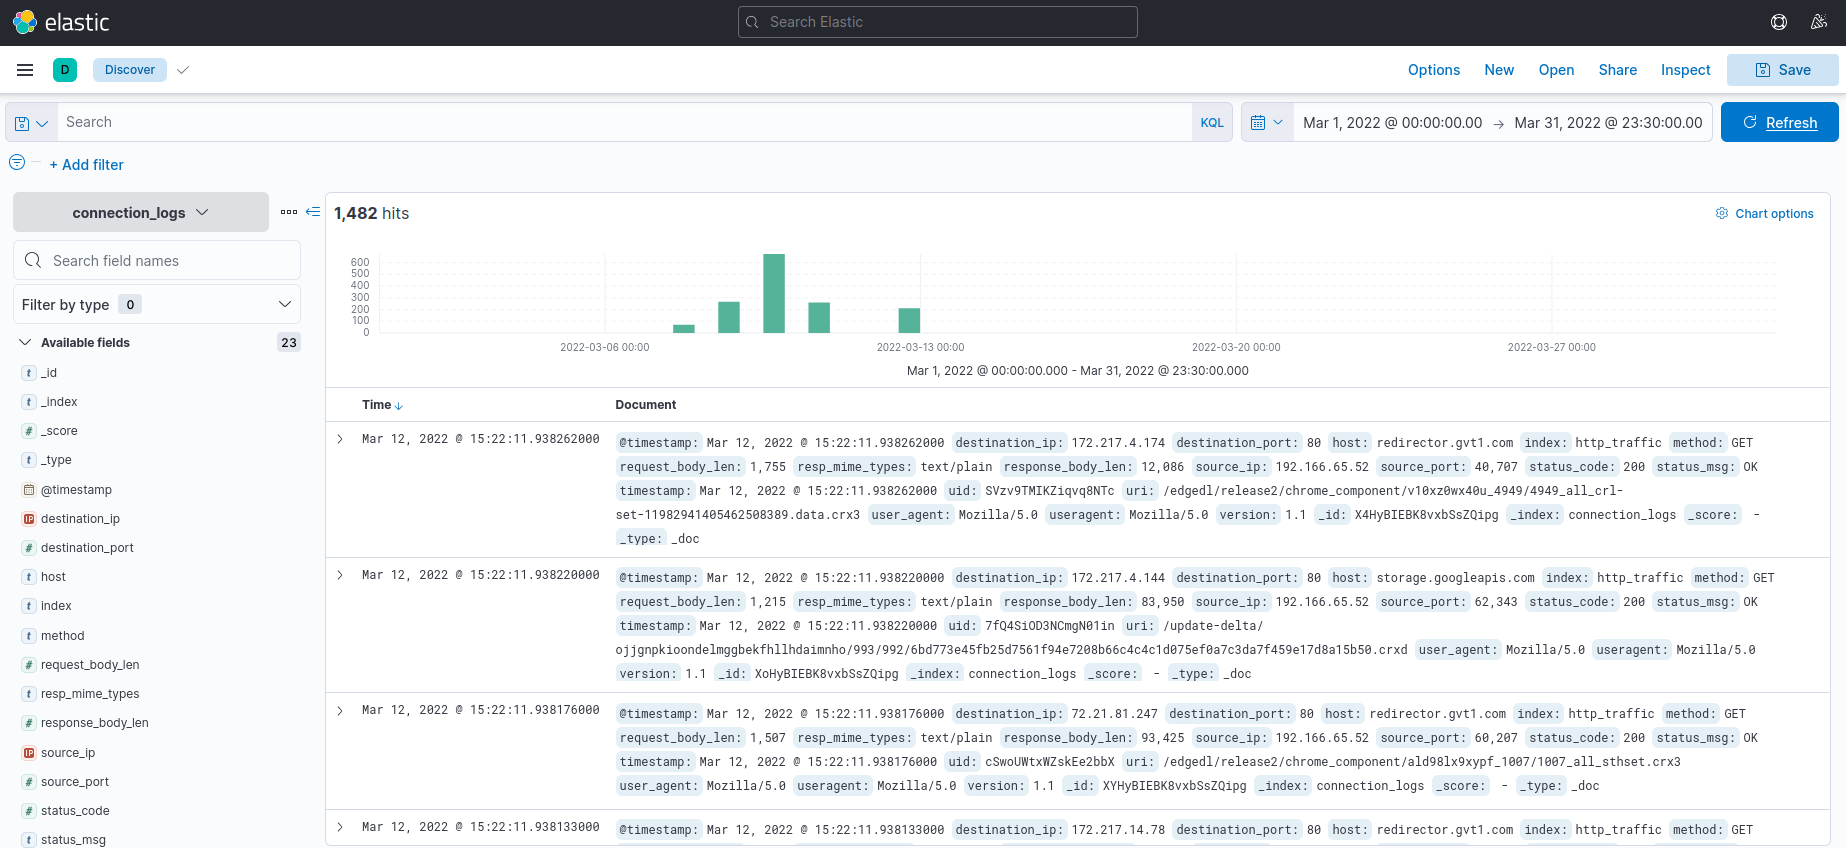 elastic
Search Elastic
D Discover Options New Open Share Inspect Save
Search KQL Mar 1, 2022 @ 00:00:00.00 → Mar 31, 2022 @ 23:30:00.00 Refresh
+ Add filter
connection_logs
Search field names
Filter by type 0
Available fields 23
t _id
t _index
# _score
t _type
@timestamp
IP destination_ip
# destination_port
t host
t index
t method
# request_body_len
t resp_mime_types
# response_body_len
IP source_ip
# source_port
# status_code
t status_msg
1,482 hits
Chart options
600
500
400
300
200
100
0
2022-03-06 00:00 2022-03-13 00:00 2022-03-20 00:00 2022-03-27 00:00
Mar 1, 2022 @ 00:00:00.000 - Mar 31, 2022 @ 23:30:00.000
Time ↓ Document
Mar 12, 2022 @ 15:22:11.938262000
@timestamp: Mar 12, 2022 @ 15:22:11.938262000 destination_ip: 172.217.4.174 destination_port: 80 host: redirector.gvt1.com index: http_traffic method: GET
request_body_len: 1,755 resp_mime_types: text/plain response_body_len: 12,086 source_ip: 192.166.65.52 source_port: 40,707 status_code: 200 status_msg: OK
timestamp: Mar 12, 2022 @ 15:22:11.938262000 uid: SVzv9TMIKZiqvq8NTc uri: /edgedl/release2/chrome_component/v10xz0wx40u_4949/4949_all_crl-
set-11982941405462508389.data.crx3 user_agent: Mozilla/5.0 useragent: Mozilla/5.0 version: 1.1 _id: X4HyBIEBK8vxbSsZQipg _index: connection_logs _score: -
_type: _doc
Mar 12, 2022 @ 15:22:11.938220000
@timestamp: Mar 12, 2022 @ 15:22:11.938220000 destination_ip: 172.217.4.144 destination_port: 80 host: storage.googleapis.com index: http_traffic method: GET
request_body_len: 1,215 resp_mime_types: text/plain response_body_len: 83,950 source_ip: 192.166.65.52 source_port: 62,343 status_code: 200 status_msg: OK
timestamp: Mar 12, 2022 @ 15:22:11.938220000 uid: 7fQ4SiOD3NCmgN01in uri: /update-delta/
ojjgnpkioondelmggbekfhllhdaimnho/993/992/6bd773e45fb25d7561f94e7208b66c4c4c1d075ef0a7c3da7f459e17d8a15b50.crxd user_agent: Mozilla/5.0 useragent: Mozilla/5.0
version: 1.1 _id: XoHyBIEBK8vxbSsZQipg _index: connection_logs _score: - _type: _doc
Mar 12, 2022 @ 15:22:11.938176000
@timestamp: Mar 12, 2022 @ 15:22:11.938176000 destination_ip: 72.21.81.247 destination_port: 80 host: redirector.gvt1.com index: http_traffic method: GET
request_body_len: 1,507 resp_mime_types: text/plain response_body_len: 93,425 source_ip: 192.166.65.52 source_port: 60,207 status_code: 200 status_msg: OK
timestamp: Mar 12, 2022 @ 15:22:11.938176000 uid: cSwoUWtxWZskEe2bbX uri: /edgedl/release2/chrome_component/ald98lx9xypf_1007/1007_all_sthset.crx3
user_agent: Mozilla/5.0 useragent: Mozilla/5.0 version: 1.1 _id: XYHyBIEBK8vxbSsZQipg _index: connection_logs _score: - _type: _doc
Mar 12, 2022 @ 15:22:11.938133000
@timestamp: Mar 12, 2022 @ 15:22:11.938133000 destination_ip: 172.217.14.78 destination_port: 80 host: redirector.gvt1.com index: http_traffic method: GET